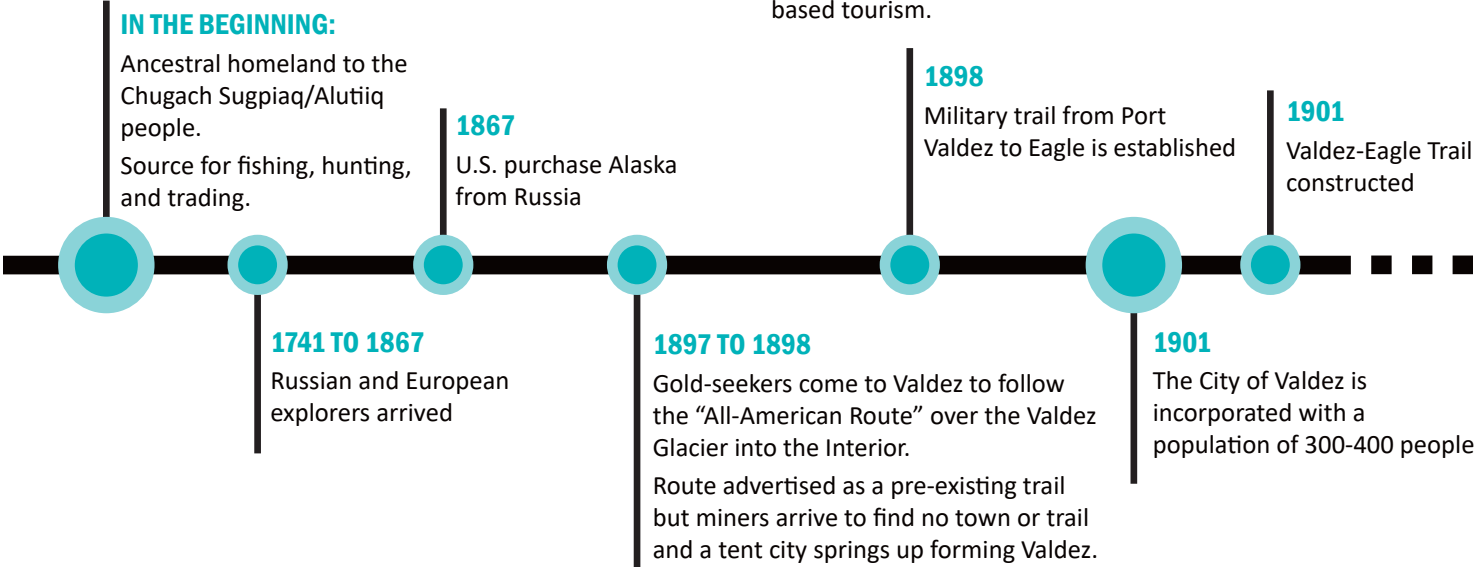 based tourism.
IN THE BEGINNING:
Ancestral homeland to the
Chugach Sugpiaq/Alutiiq
people.
Source for fishing, hunting,
and trading.
1741 TO 1867
Russian and European
explorers arrived
1867
U.S. purchase Alaska
from Russia
1897 TO 1898
Gold-seekers come to Valdez to follow
the “All-American Route” over the Valdez
Glacier into the Interior.
Route advertised as a pre-existing trail
but miners arrive to find no town or trail
and a tent city springs up forming Valdez.
1898
Military trail from Port
Valdez to Eagle is established
1901
The City of Valdez is
incorporated with a
population of 300-400 people
1901
Valdez-Eagle Trail
constructed